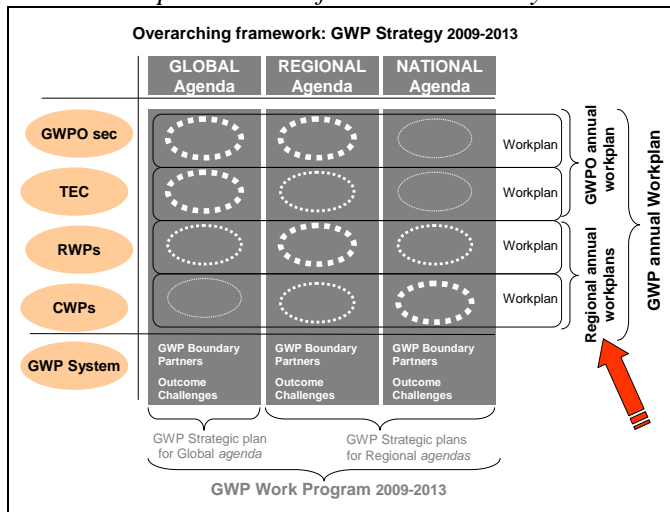 Overarching framework: GWP Strategy 2009-2013
GLOBAL
Agenda
REGIONAL
Agenda
NATIONAL
Agenda
GWPO sec
Workplan
TEC
Workplan
RWPs
Workplan
CWPs
Workplan
GWPO annual
workplan
Regional annual
workplans
GWP annual Workplan
GWP System
GWP Boundary
Partners
Outcome
Challenges
GWP Boundary
Partners
Outcome
Challenges
GWP Boundary
Partners
Outcome
Challenges
GWP Strategic plan
for Global agenda
GWP Strategic plans
for Regional agendas
GWP Work Program 2009-2013